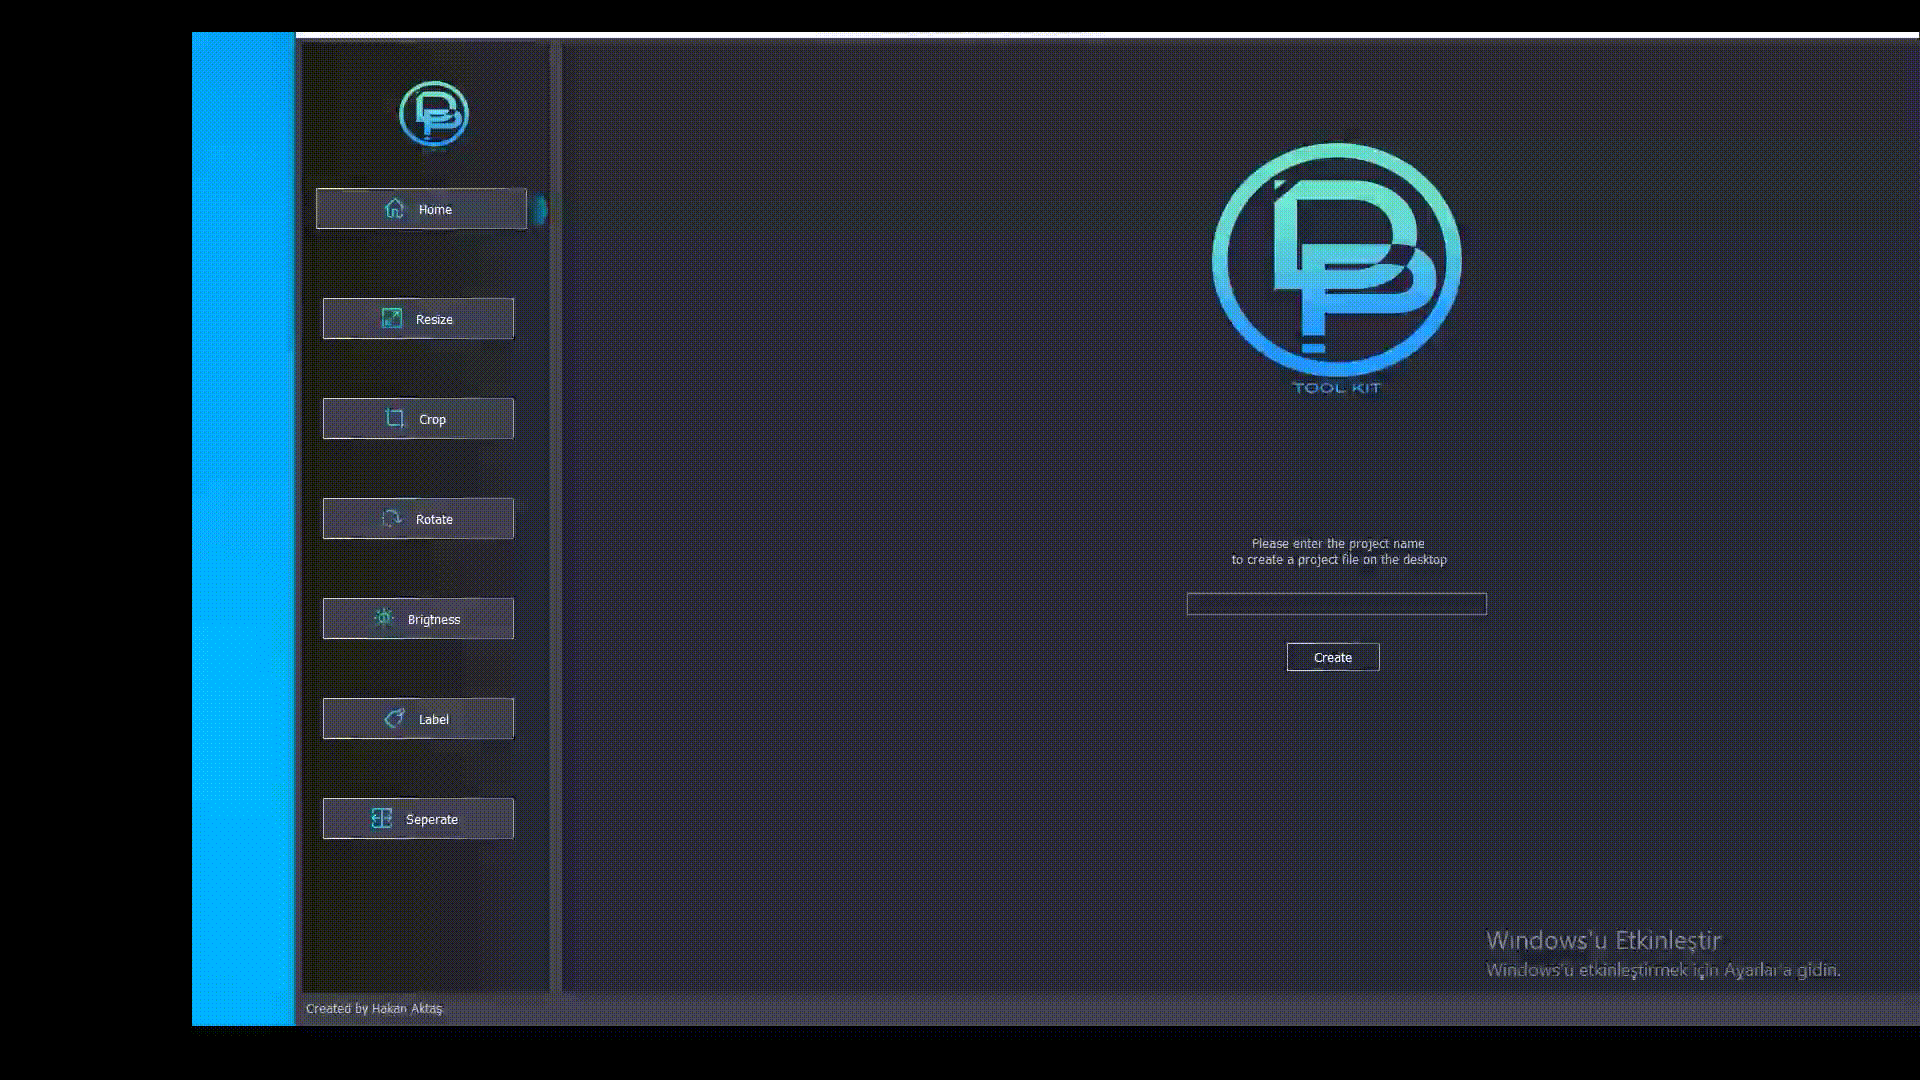 Home
Resize
Crop
Rotate
Brigtness
Label
Seperate
TOOL KIT
Please enter the project name
to create a project file on the desktop
Create
Windows'u Etkinleştir
Windows'u etkinleştirmek için Ayarlar'a gidin.
Created by Hakan Aktaş